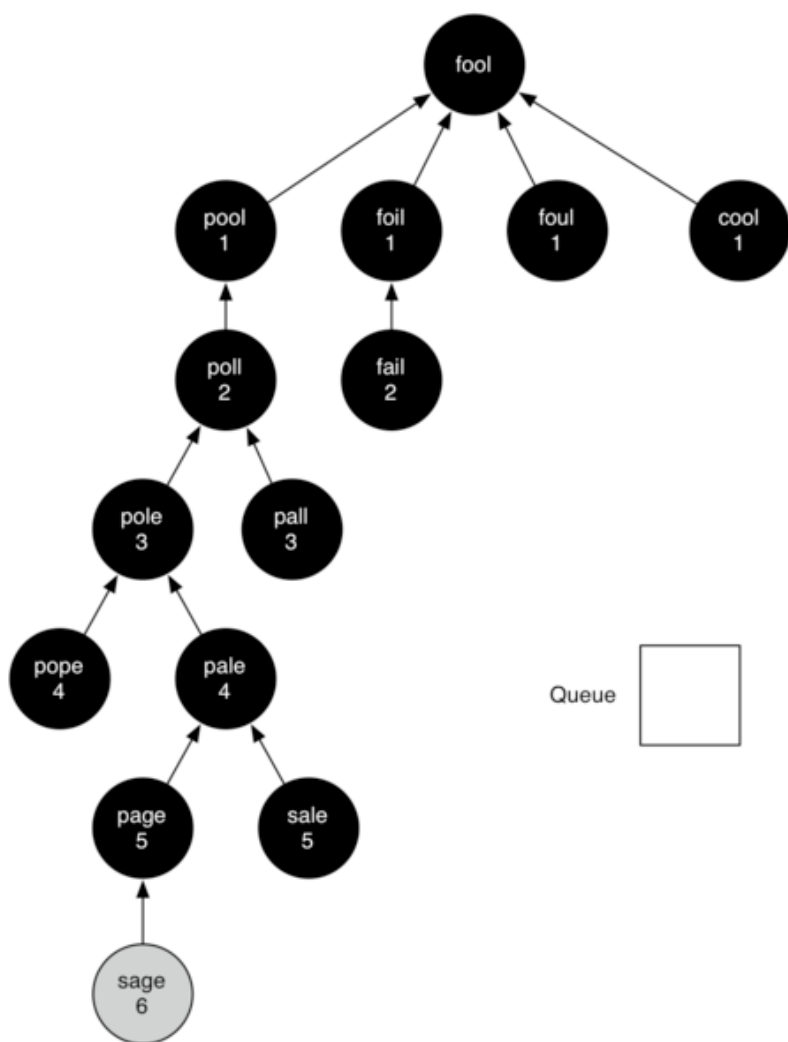 fool
pool
1
foil
1
foul
1
cool
1
poll
2
fail
2
pole
3
pall
3
pope
4
pale
4
Queue
page
5
sale
5
sage
6